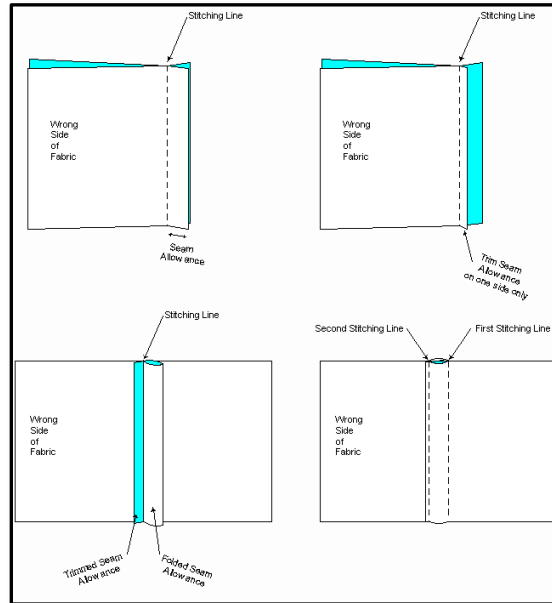 Stitching Line
Wrong
Side
of
Fabric
Seam
Allowance
Stitching Line
Wrong
Side
of
Fabric
Trim Seam
Allowance
on one side only
Stitching Line
Wrong
Side
of
Fabric
Trimmed Seam
Allowance
Folded Seam
Allowance
Second Stitching Line
First Stitching Line
Wrong
Side
of
Fabric